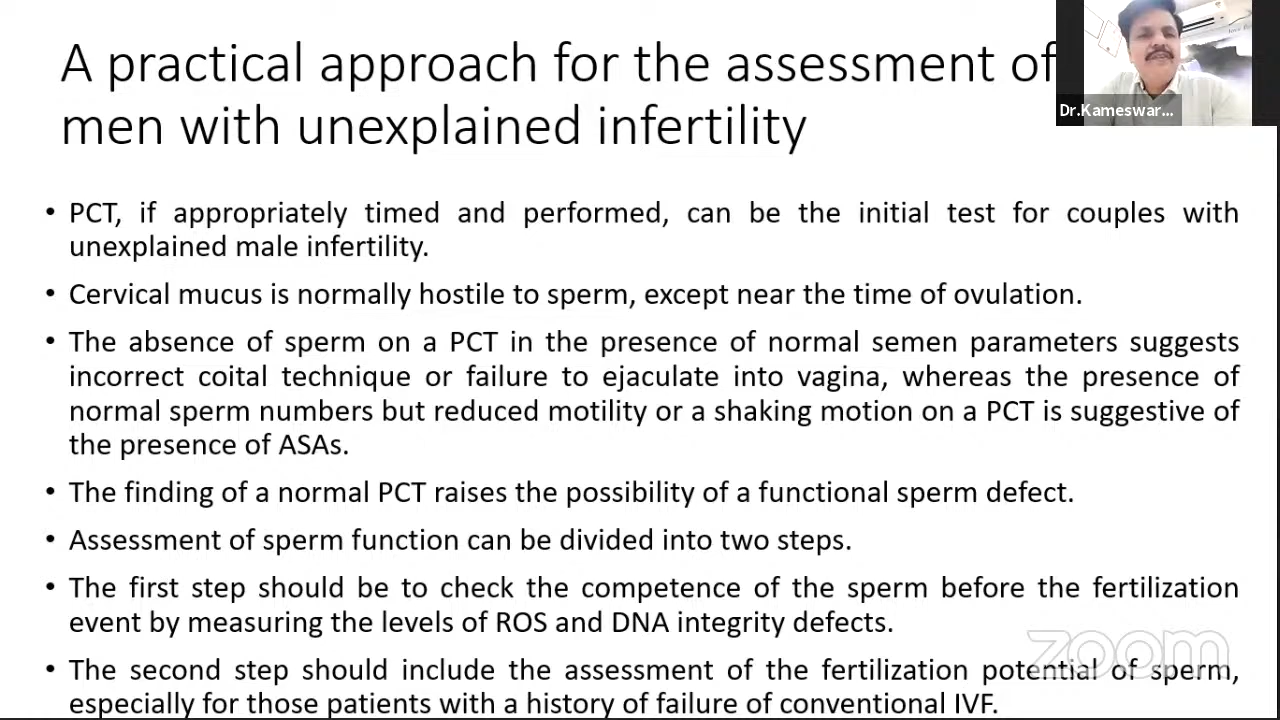 A practical approach for the assessment of
men with unexplained infertility
Dr.Kameswar...
• PCT, if appropriately timed and performed, can be the initial test for couples with
unexplained male infertility.
• Cervical mucus is normally hostile to sperm, except near the time of ovulation.
• The absence of sperm on a PCT in the presence of normal semen parameters suggests
incorrect coital technique or failure to ejaculate into vagina, whereas the presence of
normal sperm numbers but reduced motility or a shaking motion on a PCT is suggestive of
the presence of ASAs.
• The finding of a normal PCT raises the possibility of a functional sperm defect.
• Assessment of sperm function can be divided into two steps.
• The first step should be to check the competence of the sperm before the fertilization
event by measuring the levels of ROS and DNA integrity defects.
• The second step should include the assessment of the fertilization potential of sperm,
especially for those patients with a history of failure of conventional IVF.
zoom